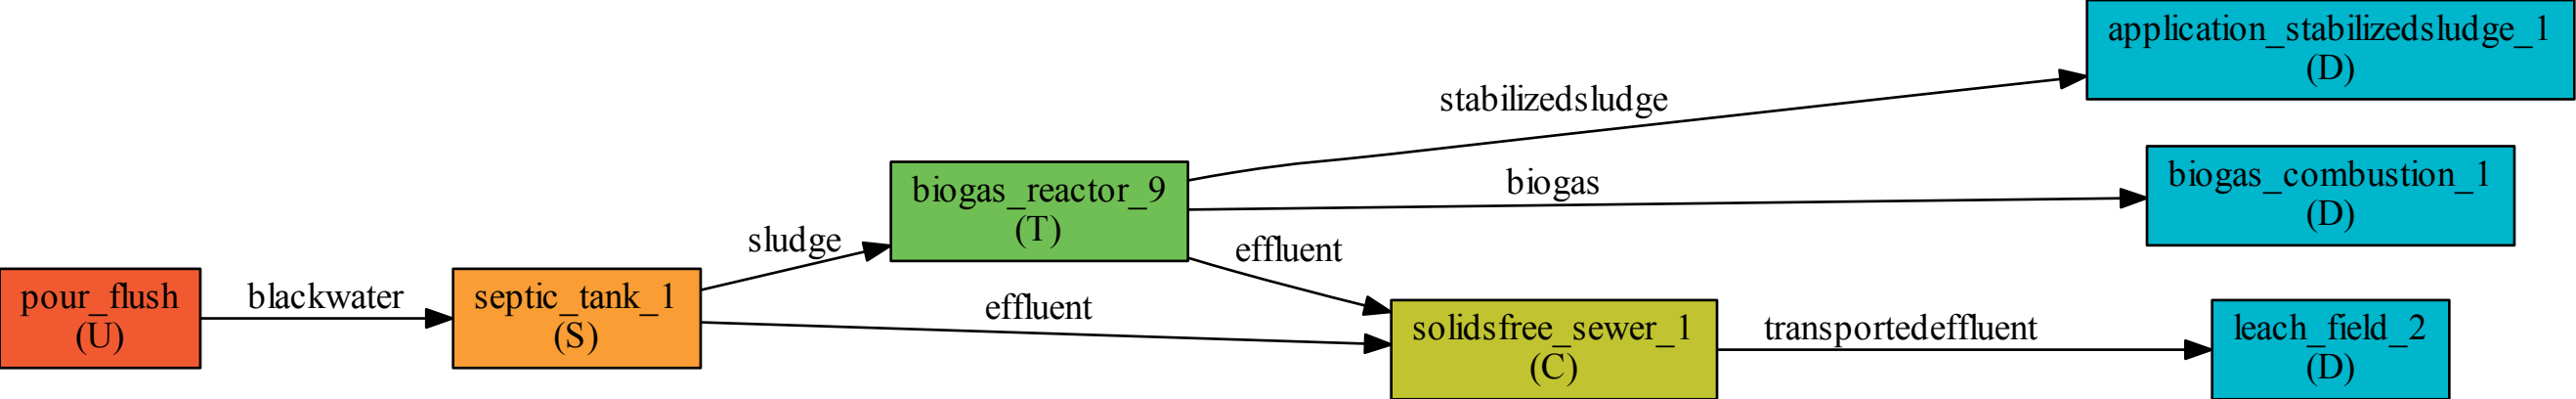 pour_flush
(U)
blackwater
septic_tank_1
(S)
sludge
effluent
biogas_reactor_9
(T)
stabilizedsludge
biogas
effluent
solidsfree_sewer_1
(C)
transportedeffluent
application_stabilizedsludge_1
(D)
biogas_combustion_1
(D)
leach_field_2
(D)